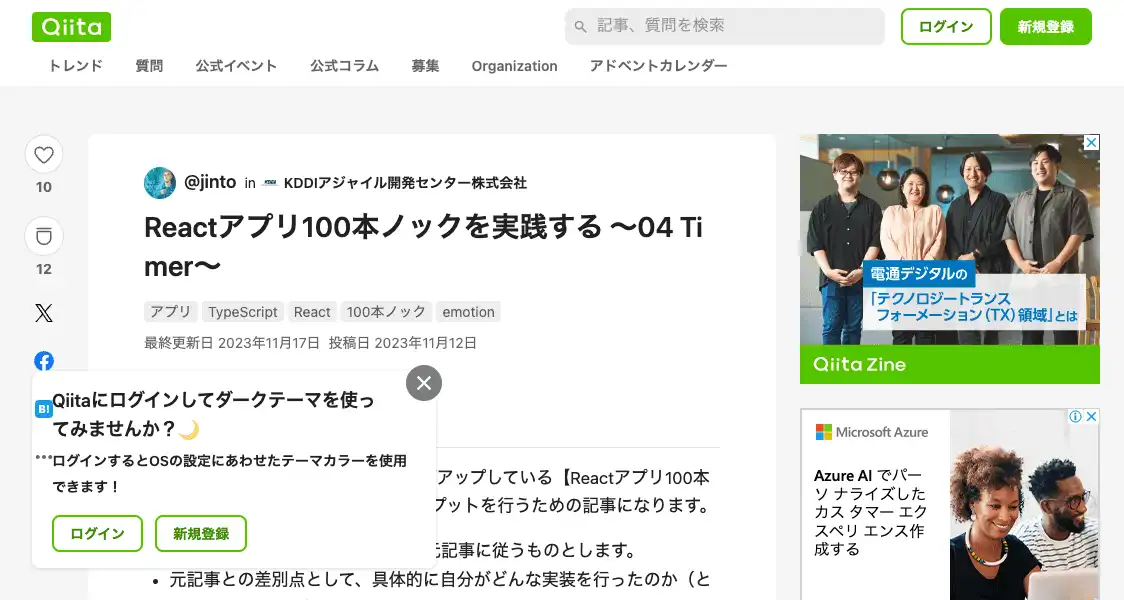 Qiita
記事、質問を検索
ログイン
新規登録
トレンド
質問
公式イベント
公式コラム
募集
Organization
アドベントカレンダー
10
12
@jinto in KDDIアジャイル開発センター株式会社
Reactアプリ100本ノックを実践する 〜04 Ti
mer〜
アプリ
TypeScript
React
100本ノック
emotion
最終更新日 2023年11月17日 投稿日 2023年11月12日
Qiitaにログインしてダークテーマを使っ
てみませんか？🌙
ログインするとOSの設定にあわせたテーマカラーを使用
できます！
ログイン
新規登録
B!
アップしている【Reactアプリ100本
プットを行うための記事になります。
元記事に従うものとします。
元記事との差別点として、具体的に自分がどんな実装を行ったのか（と
電通デジタルの
「テクノロジートランス
フォーメーション（TX）領域」とは
Qiita Zine
Microsoft Azure
Azure AI でパー
ソ ナライズした
カス タマー エク
スペリ エンス作
成する